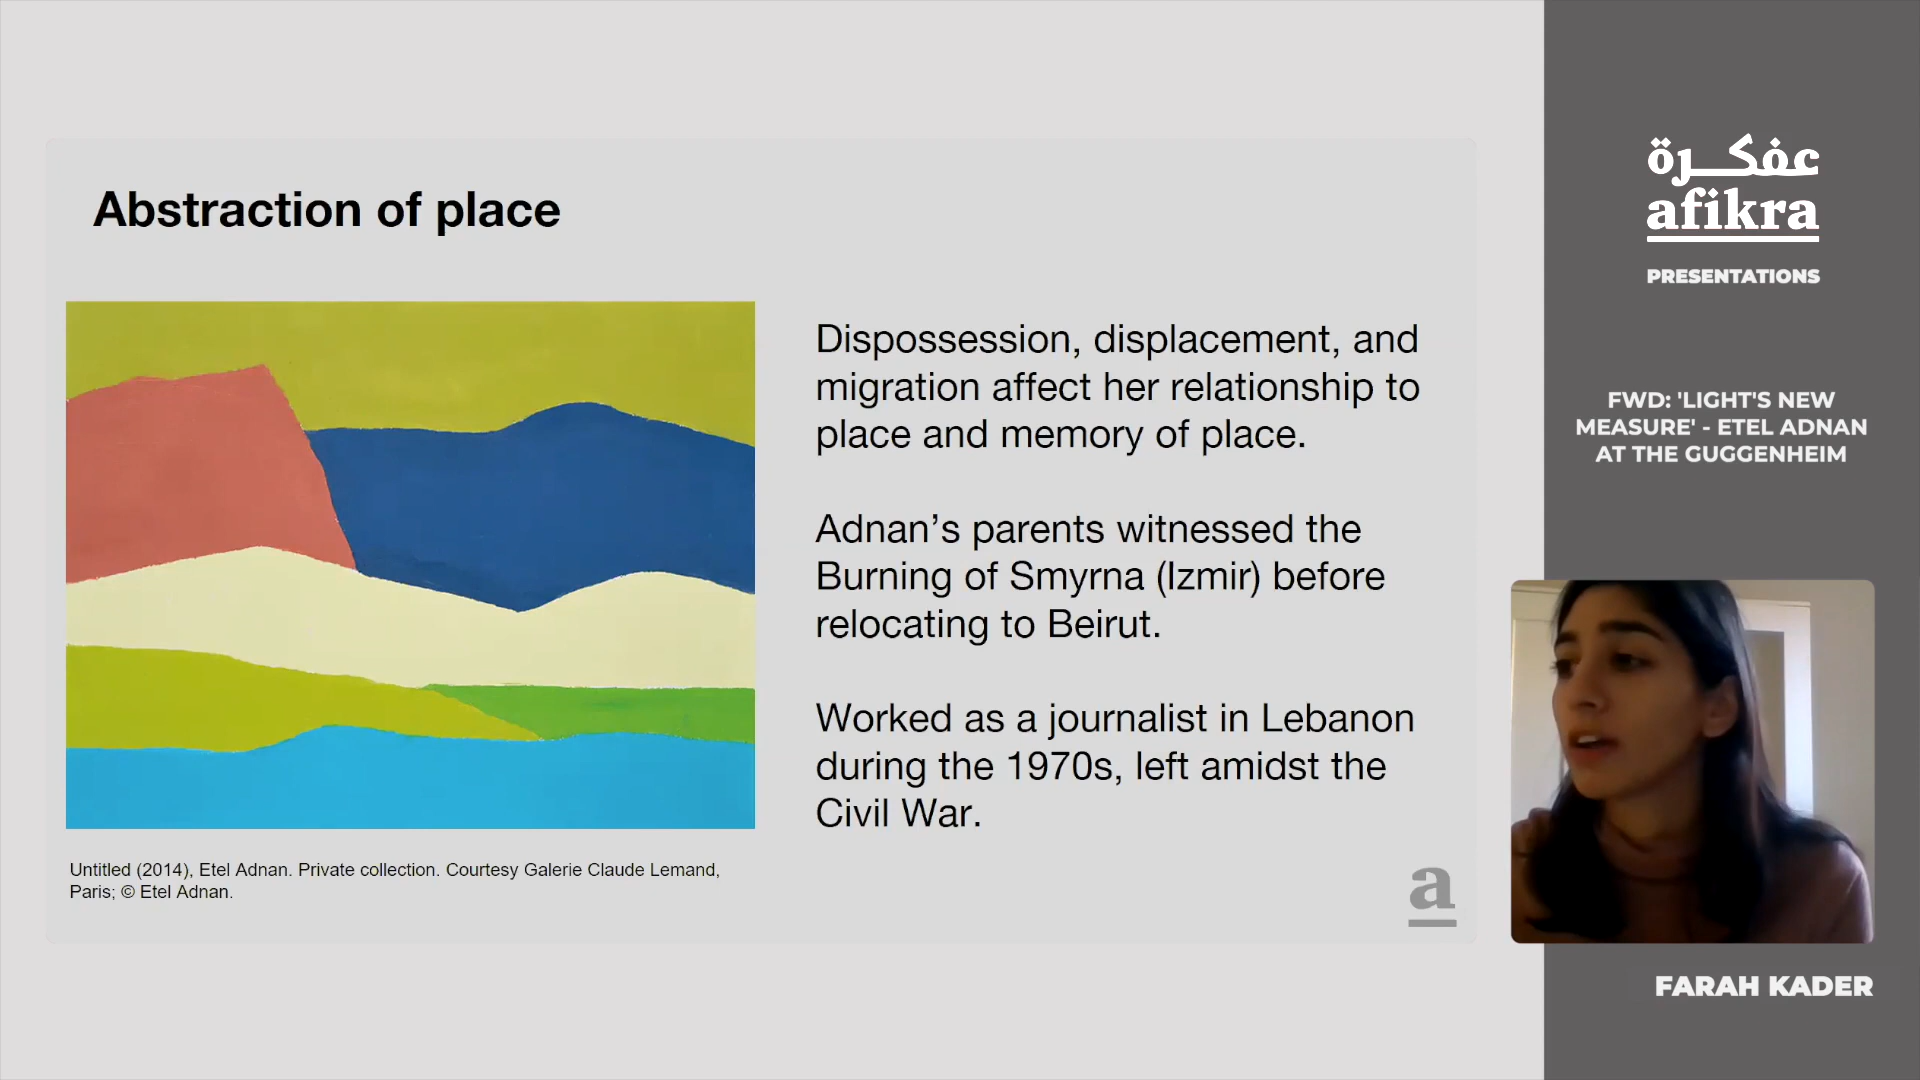 Abstraction of place
Dispossession, displacement, and
migration affect her relationship to
place and memory of place.
Adnan’s parents witnessed the
Burning of Smyrna (Izmir) before
relocating to Beirut.
Worked as a journalist in Lebanon
during the 1970s, left amidst the
Civil War.
Untitled (2014), Etel Adnan. Private collection. Courtesy Galerie Claude Lemand,
Paris; © Etel Adnan.
a
عفكرة
afikra
PRESENTATIONS
FWD: 'LIGHT'S NEW
MEASURE' - ETEL ADNAN
AT THE GUGGENHEIM
FARAH KADER